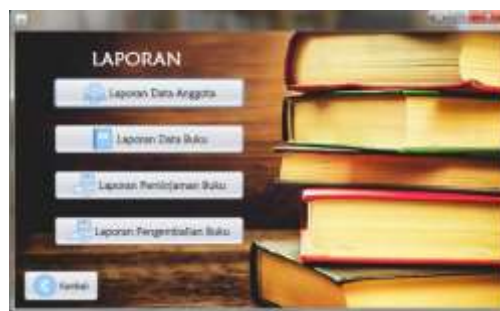 LAPORAN
Laporan Data Anggota
Laporan Data Buku
Laporan Peminjaman Buku
Laporan Pengembalian Buku
Kembali